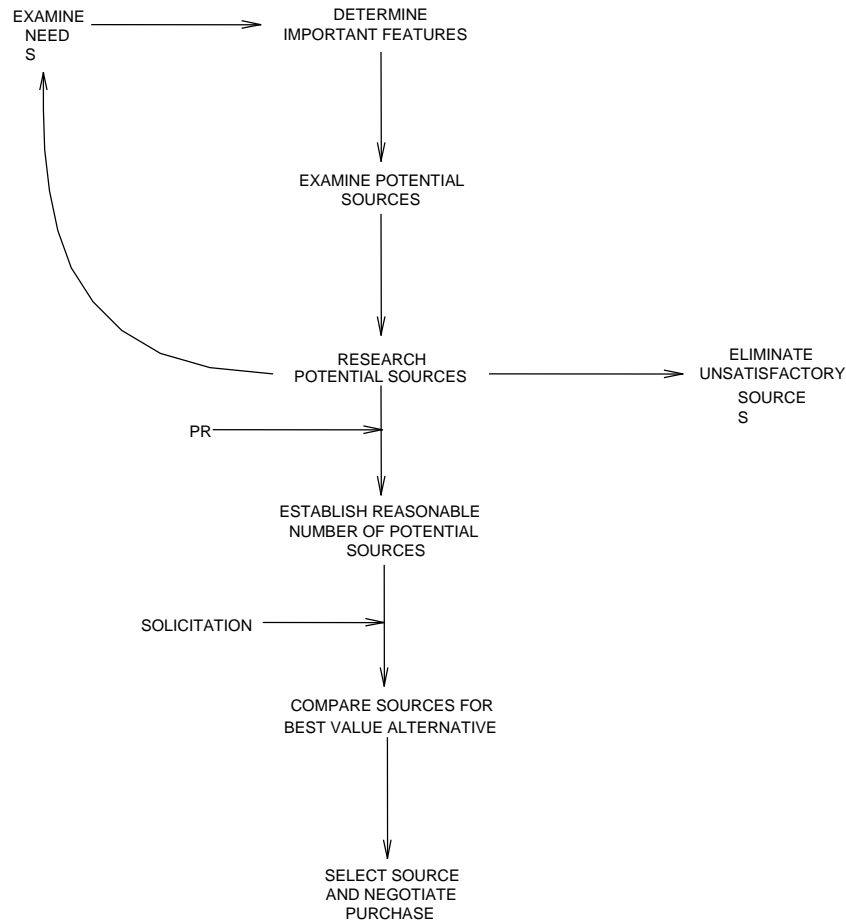 EXAMINE
NEED
S
DETERMINE
IMPORTANT FEATURES
EXAMINE POTENTIAL
SOURCES
RESEARCH
POTENTIAL SOURCES
ELIMINATE
UNSATISFACTORY
SOURCE
S
PR
ESTABLISH REASONABLE
NUMBER OF POTENTIAL
SOURCES
SOLICITATION
COMPARE SOURCES FOR
BEST VALUE ALTERNATIVE
SELECT SOURCE
AND NEGOTIATE
PURCHASE